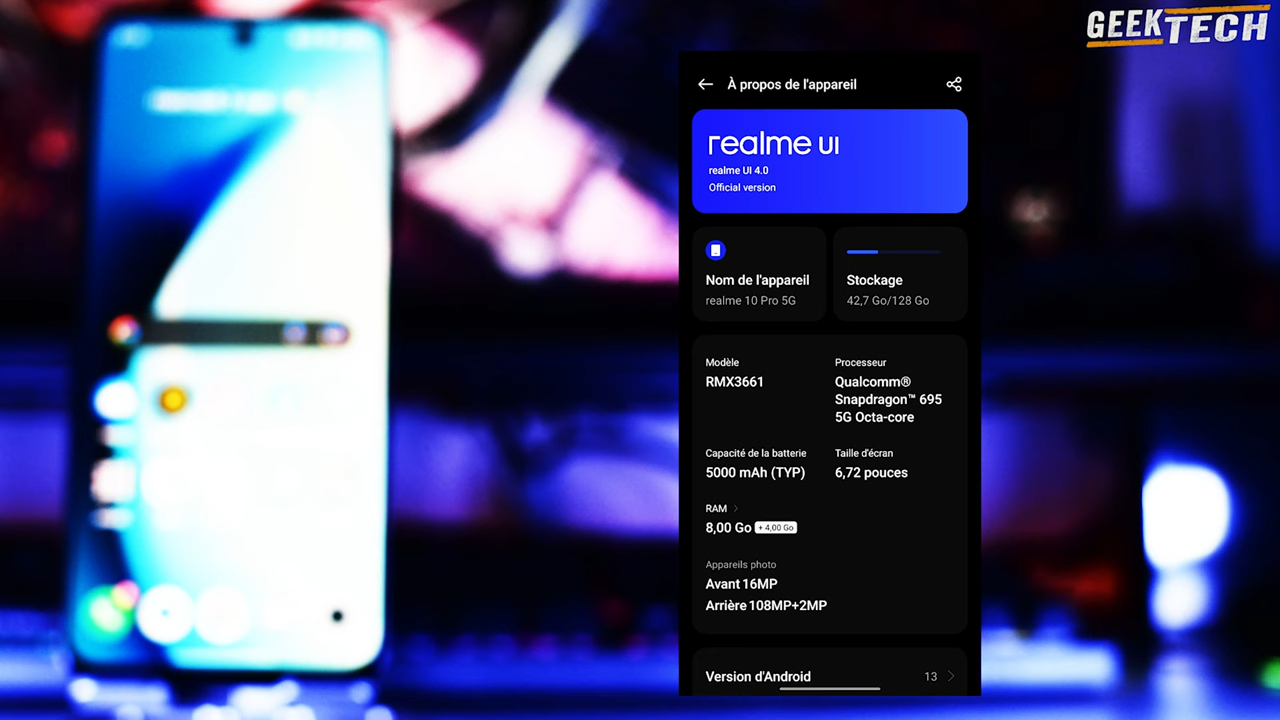 GEEKTECH
À propos de l'appareil
realme UI
realme UI 4.0
Official version
Nom de l'appareil
realme 10 Pro 5G
Stockage
42,7 Go/128 Go
Modèle
RMX3661
Processeur
Qualcomm®
Snapdragon™ 695
5G Octa-core
Capacité de la batterie
5000 mAh (TYP)
Taille d'écran
6,72 pouces
RAM
8,00 Go + 4,00 Go
Appareils photo
Avant 16MP
Arrière 108MP+2MP
Version d'Android 13